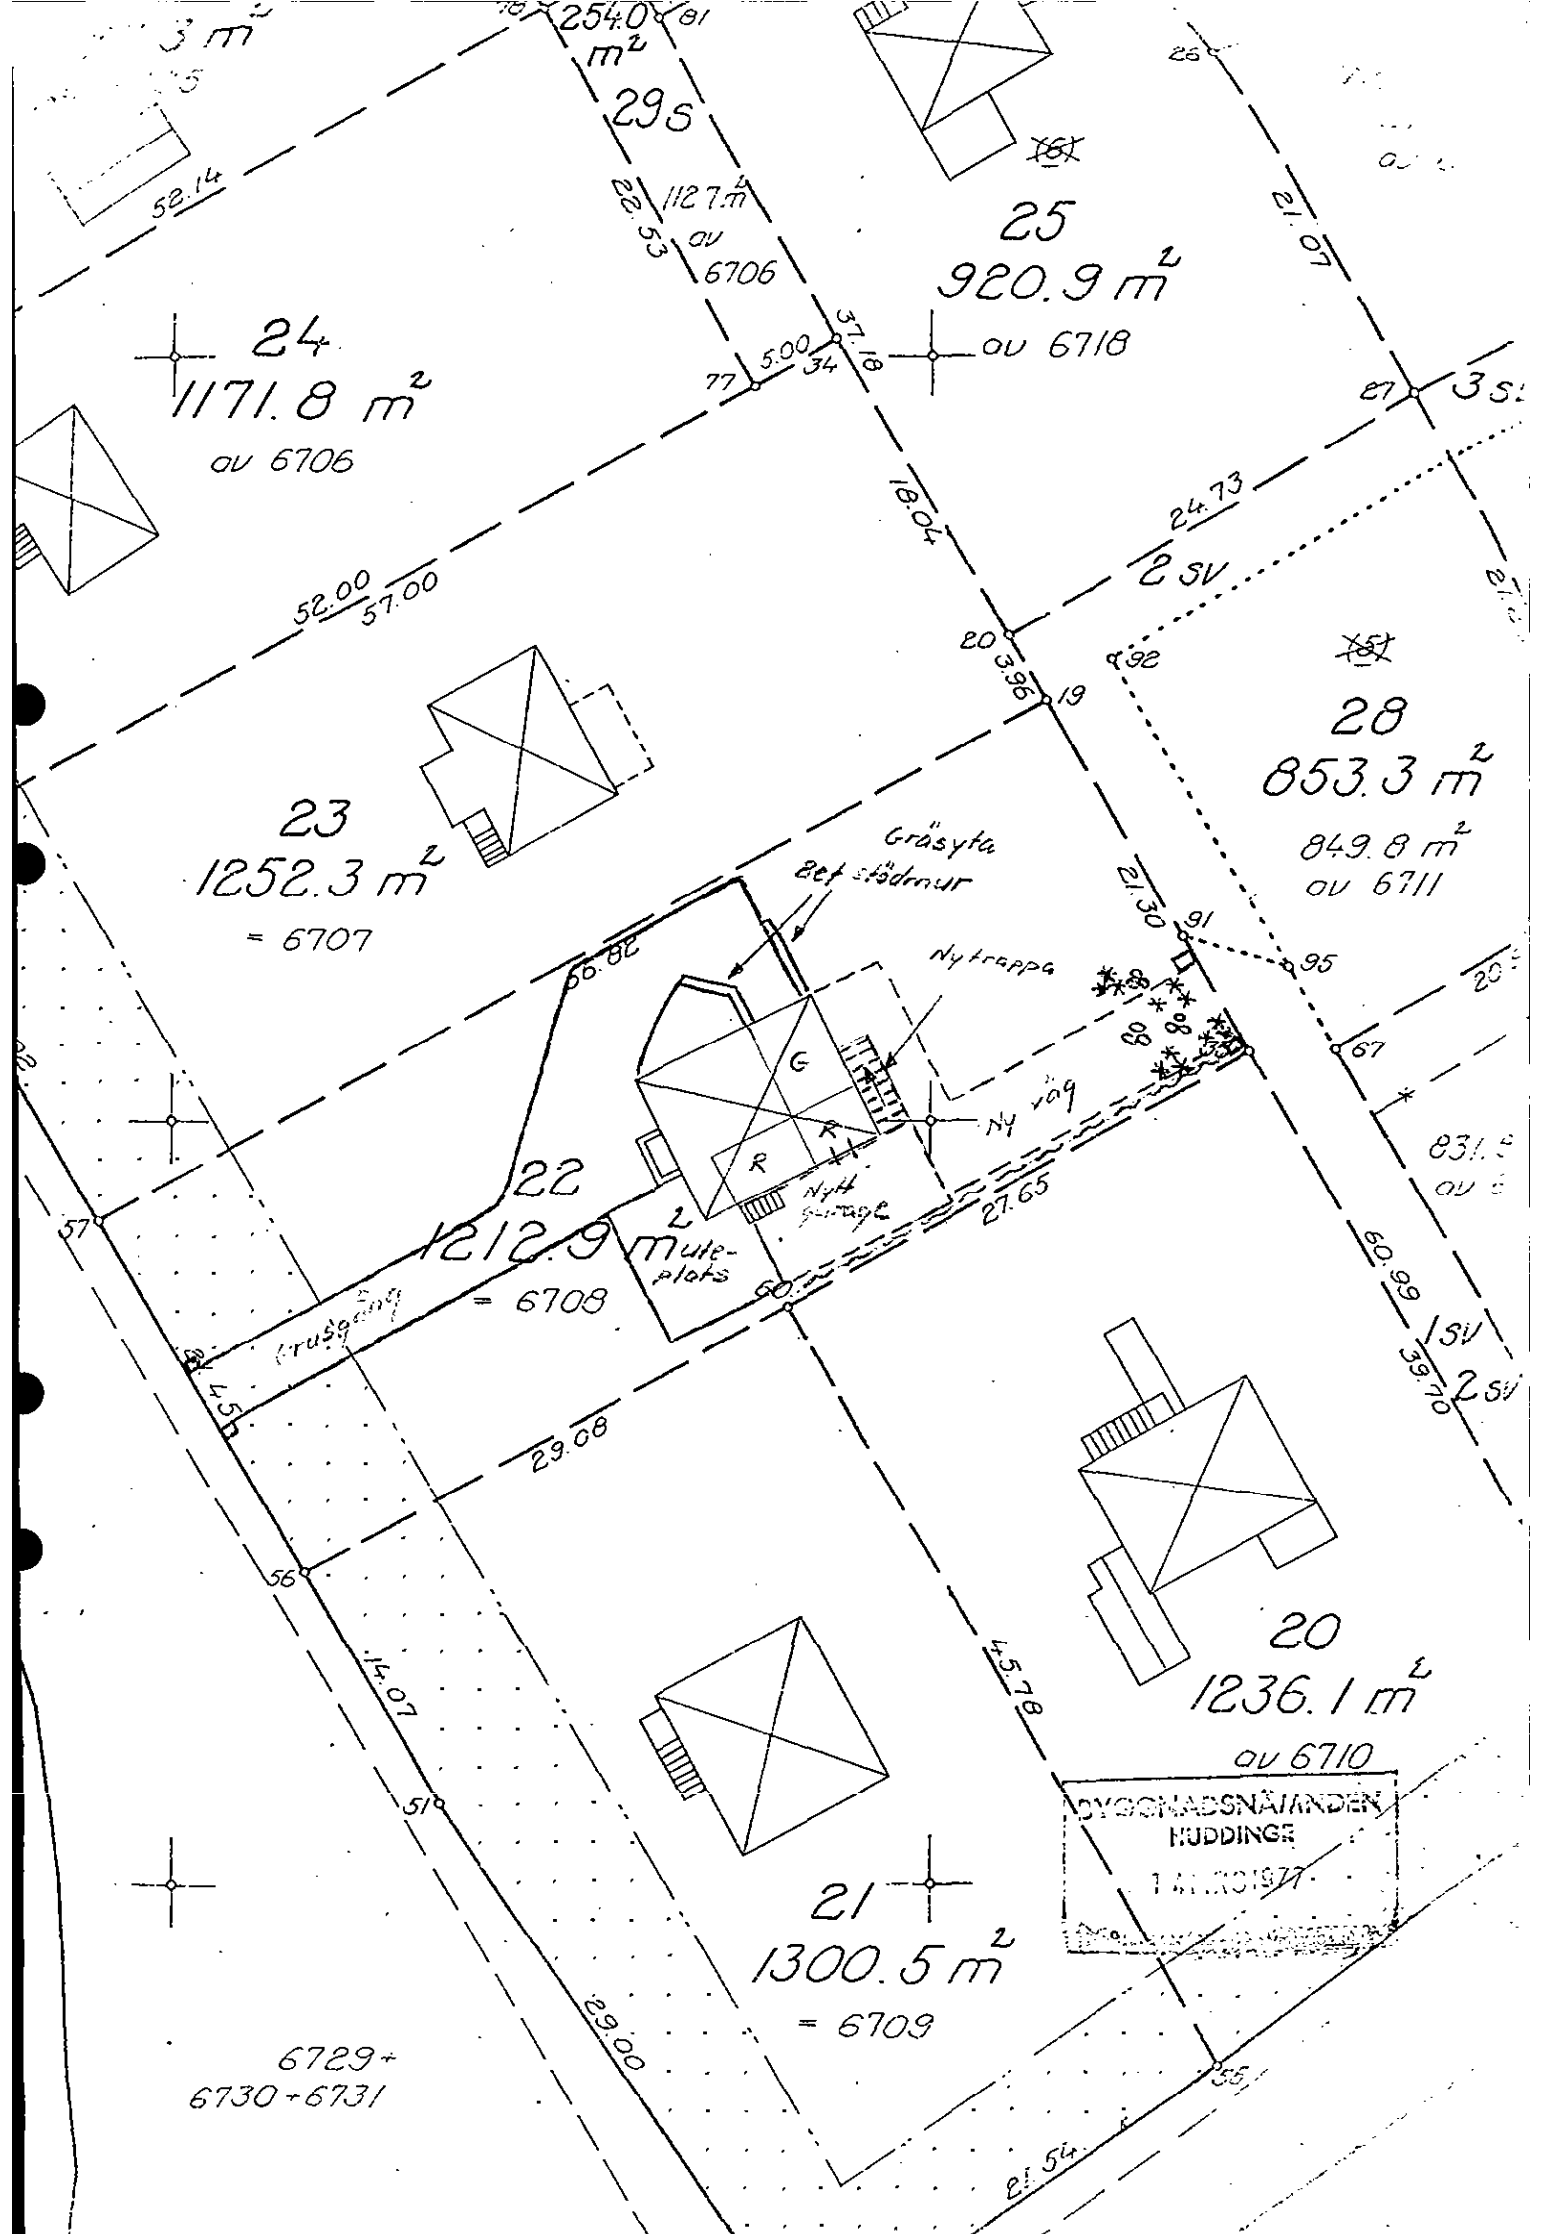 3 m²
254.0
m²
81
29s
26
(6)
52.14
22.53
1127 m²
av
6706
25
920.9 m²
av 6718
21.07
24
1171.8 m²
av 6706
77
5.00
34
37.18
27
18.04
24.73
2 sv
52.00
57.00
20
3.96
19
92
(5)
28
853.3 m²
849.8 m²
av 6711
23
1252.3 m²
= 6707
Gräsyta
Bet stödmur
21.30
91
95
56.82
Ny trappa
67
G
Ny väg
R
R
22
1212.9 m²
= 6708
Nytt
garage
ute-
plats
27.65
57
60
Grusgång
60.99
1 sv
39.70
2 sv
29.08
56
14.07
45.78
20
1236.1 m²
av 6710
51
BYGGNADSNÄMNDEN
HUDDINGE
21
1300.5 m²
= 6709
29.00
6729+
6730+6731
55
21.54